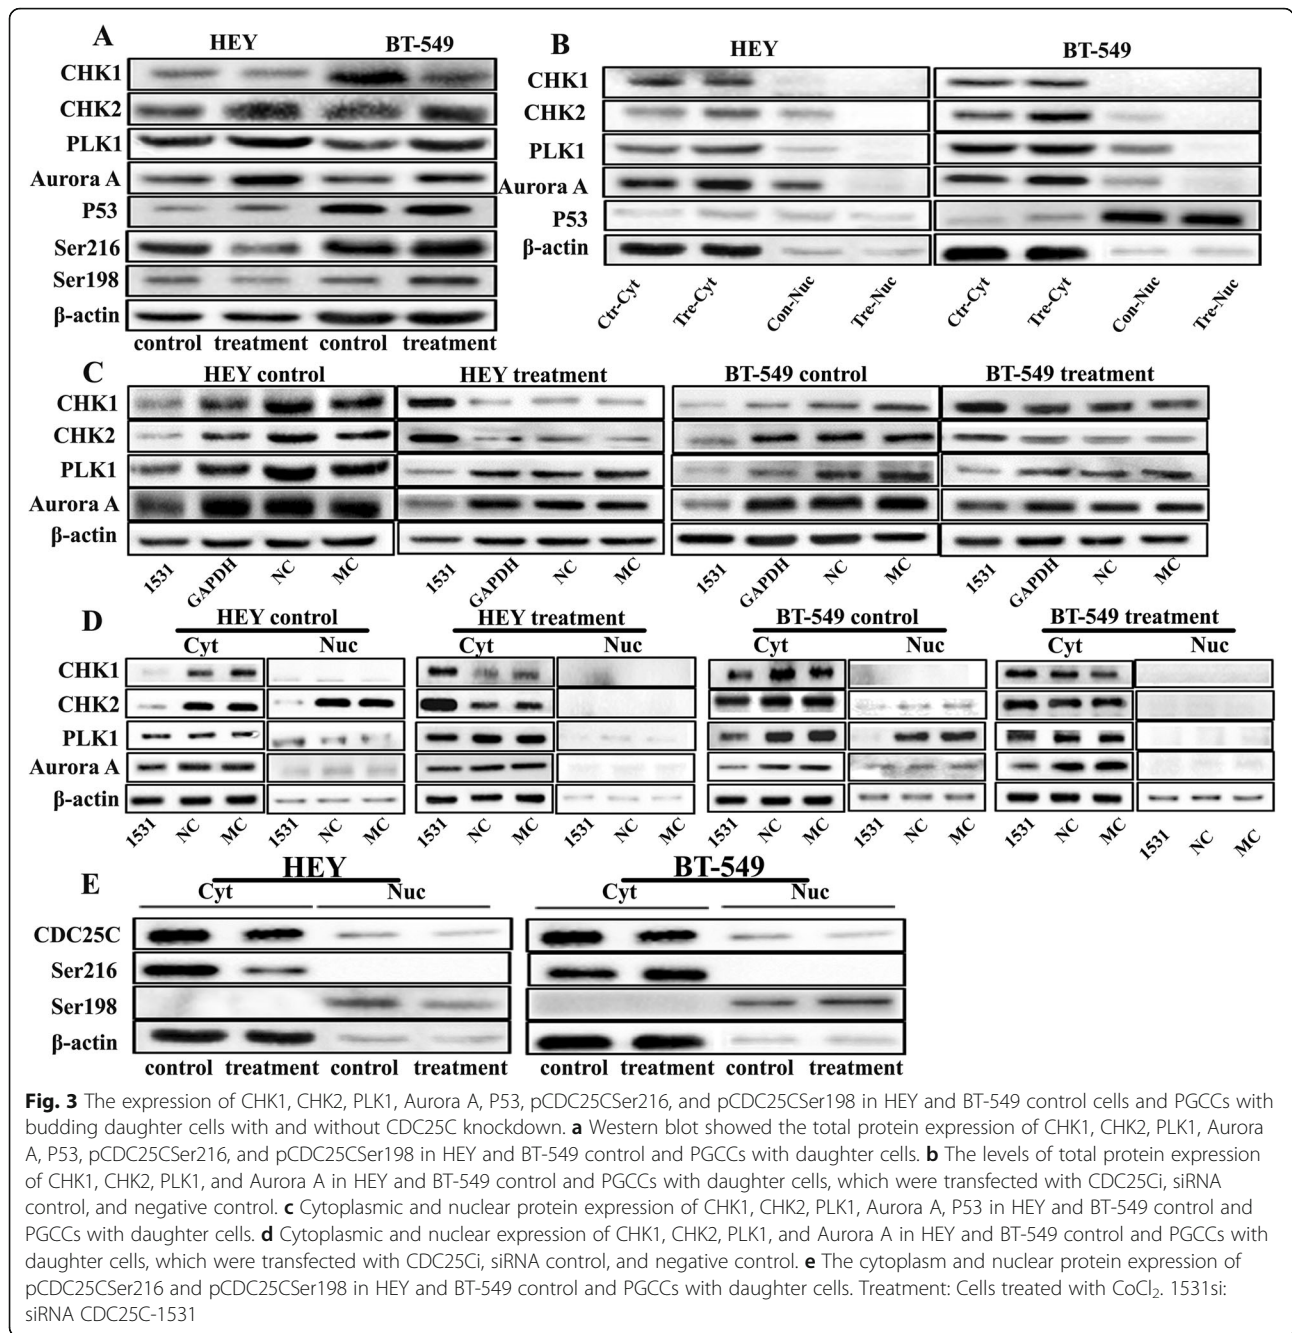 A
HEY BT-549
CHK1
CHK2
PLK1
Aurora A
P53
Ser216
Ser198
β-actin
control treatment control treatment
B
HEY BT-549
CHK1
CHK2
PLK1
Aurora A
P53
β-actin
Ctr-Cyt Tre-Cyt Con-Nuc Tre-Nuc Ctr-Cyt Tre-Cyt Con-Nuc Tre-Nuc
C
HEY control HEY treatment BT-549 control BT-549 treatment
CHK1
CHK2
PLK1
Aurora A
β-actin
1531 GAPDH NC MC 1531 GAPDH NC MC 1531 GAPDH NC MC 1531 GAPDH NC MC
D
HEY control HEY treatment BT-549 control BT-549 treatment
Cyt Nuc Cyt Nuc Cyt Nuc Cyt Nuc
CHK1
CHK2
PLK1
Aurora A
β-actin
1531 NC MC 1531 NC MC 1531 NC MC 1531 NC MC 1531 NC MC 1531 NC MC 1531 NC MC 1531 NC MC
E
HEY BT-549
Cyt Nuc Cyt Nuc
CDC25C
Ser216
Ser198
β-actin
control treatment control treatment control treatment control treatment
Fig. 3 The expression of CHK1, CHK2, PLK1, Aurora A, P53, pCDC25CSer216, and pCDC25CSer198 in HEY and BT-549 control cells and PGCCs with
budding daughter cells with and without CDC25C knockdown. a Western blot showed the total protein expression of CHK1, CHK2, PLK1, Aurora
A, P53, pCDC25CSer216, and pCDC25CSer198 in HEY and BT-549 control and PGCCs with daughter cells. b The levels of total protein expression
of CHK1, CHK2, PLK1, and Aurora A in HEY and BT-549 control and PGCCs with daughter cells, which were transfected with CDC25Ci, siRNA
control, and negative control. c Cytoplasmic and nuclear protein expression of CHK1, CHK2, PLK1, Aurora A, P53 in HEY and BT-549 control and
PGCCs with daughter cells. d Cytoplasmic and nuclear expression of CHK1, CHK2, PLK1, and Aurora A in HEY and BT-549 control and PGCCs with
daughter cells, which were transfected with CDC25Ci, siRNA control, and negative control. e The cytoplasm and nuclear protein expression of
pCDC25CSer216 and pCDC25CSer198 in HEY and BT-549 control and PGCCs with daughter cells. Treatment: Cells treated with CoCl₂. 1531si:
siRNA CDC25C-1531